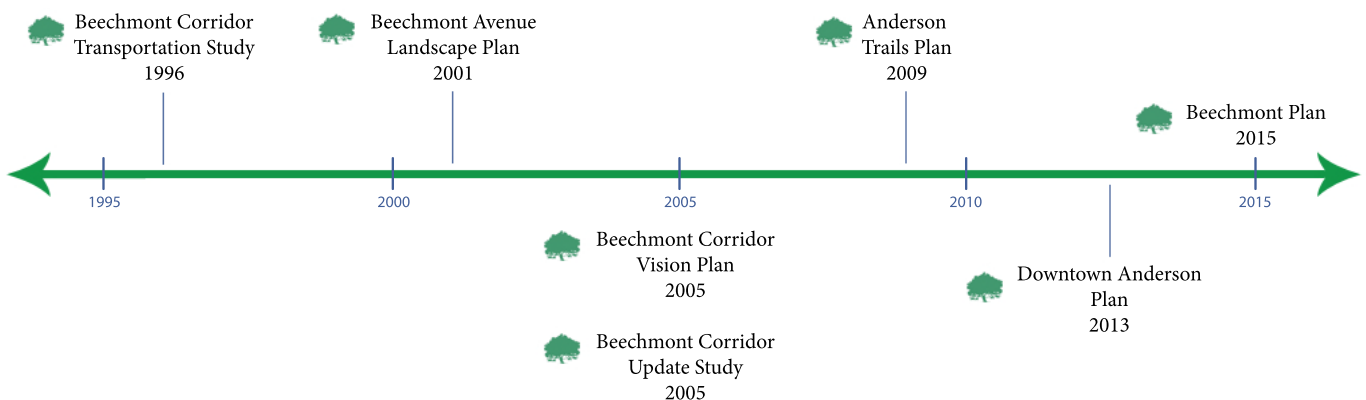 Beechmont Corridor
Transportation Study
1996
Beechmont Avenue
Landscape Plan
2001
Anderson
Trails Plan
2009
Beechmont Plan
2015
1995
2000
2005
2010
2015
Beechmont Corridor
Vision Plan
2005
Downtown Anderson
Plan
2013
Beechmont Corridor
Update Study
2005